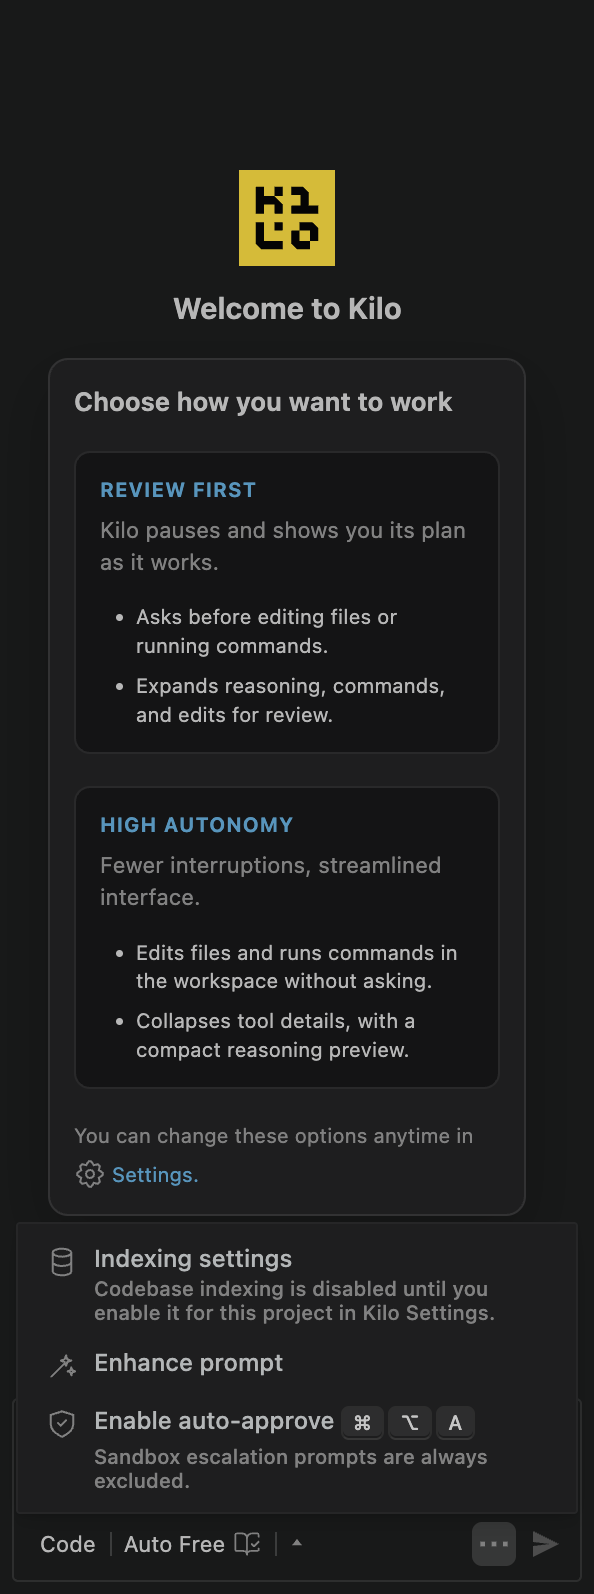 Kilo
Welcome to Kilo
Choose how you want to work
REVIEW FIRST
Kilo pauses and shows you its plan
as it works.
• Asks before editing files or
running commands.
• Expands reasoning, commands,
and edits for review.
HIGH AUTONOMY
Fewer interruptions, streamlined
interface.
• Edits files and runs commands in
the workspace without asking.
• Collapses tool details, with a
compact reasoning preview.
You can change these options anytime in
Settings.
Indexing settings
Codebase indexing is disabled until you
enable it for this project in Kilo Settings.
Enhance prompt
Enable auto-approve ⌘ ⌥ A
Sandbox escalation prompts are always
excluded.
Code Auto Free